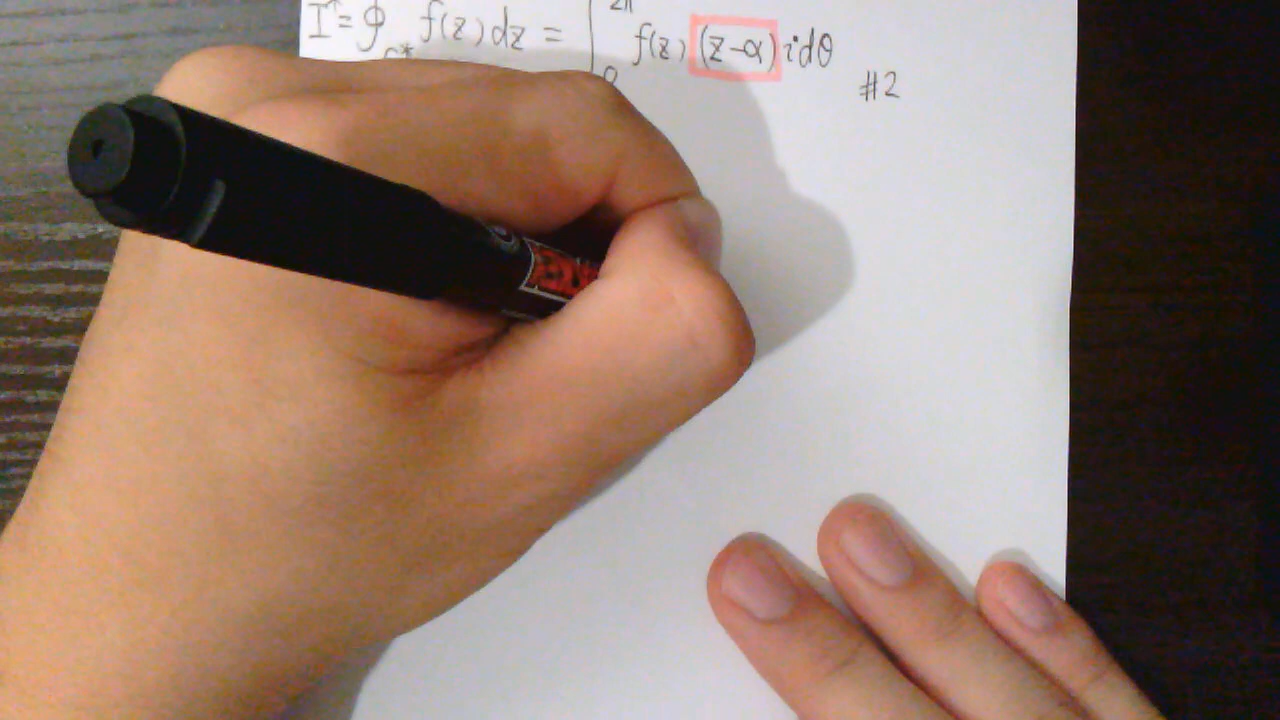 I* = ∮c* f(z) dz = ∫₀^2π f(z) (z-α) i dθ
#2